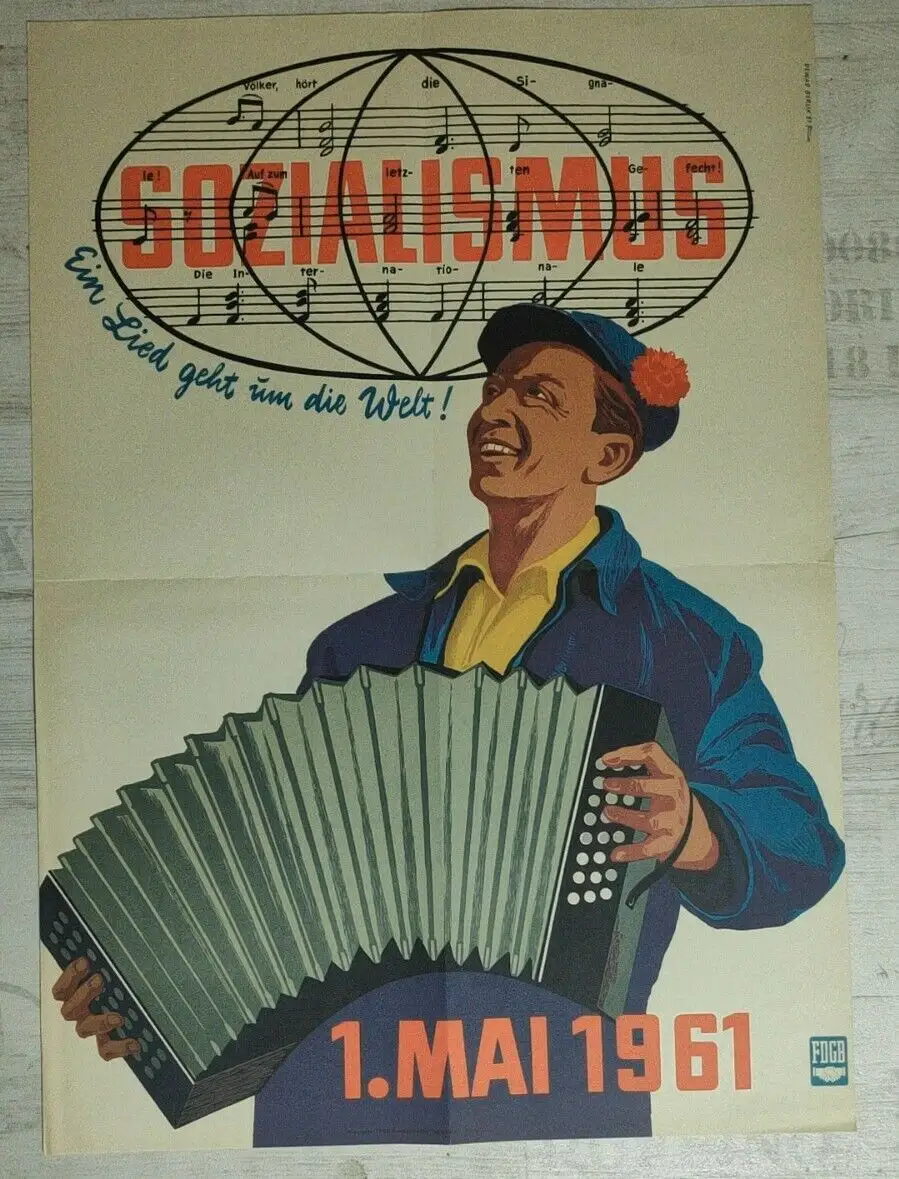 Völker, hört die Si- gna-
SOZIALISMUS
le! Auf zum letz- ten Ge- fecht!
Die In- ter- na- tio- na- le
Ein Lied geht um die Welt!
1. MAI 1961
FDGB